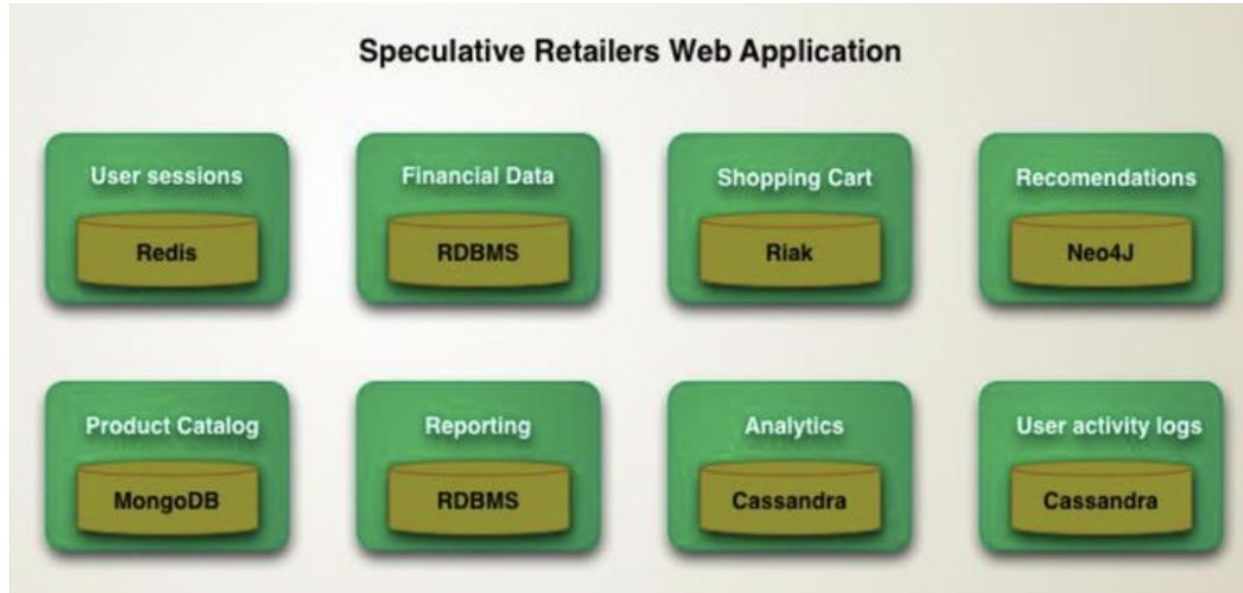 Speculative Retailers Web Application
User sessions
Redis
Financial Data
RDBMS
Shopping Cart
Riak
Recomendations
Neo4J
Product Catalog
MongoDB
Reporting
RDBMS
Analytics
Cassandra
User activity logs
Cassandra